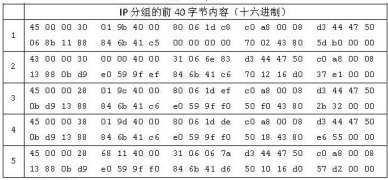 IP 分组的前 40 字节内容（十六进制）
1
45 00 00 30 01 9b 40 00 80 06 1d e8 c0 a8 00 08 d3 44 47 50
06 8b 11 88 84 6b 41 c5 00 00 00 00 70 02 43 80 5d b0 00 00
2
43 00 00 30 00 00 40 00 31 06 6e 83 d3 44 47 50 c0 a8 00 08
13 88 0b d9 e0 59 9f ef 84 6b 41 c6 70 12 16 d0 37 e1 00 00
3
45 00 00 28 01 9c 40 00 80 06 1d ef c0 a8 00 08 d3 44 47 50
0b d9 13 88 84 6b 41 c6 e0 59 9f f0 50 f0 43 80 2b 32 00 00
4
45 00 00 38 01 9d 40 00 80 06 1d de c0 a8 00 08 d3 44 47 50
0b d9 13 88 84 6b 41 c6 e0 59 9f f0 50 18 43 80 e6 55 00 00
5
45 00 00 28 68 11 40 00 31 06 06 7a d3 44 47 50 c0 a8 00 08
13 88 0b d9 e0 59 9f f0 84 6b 41 d6 50 10 16 d0 57 d2 00 00